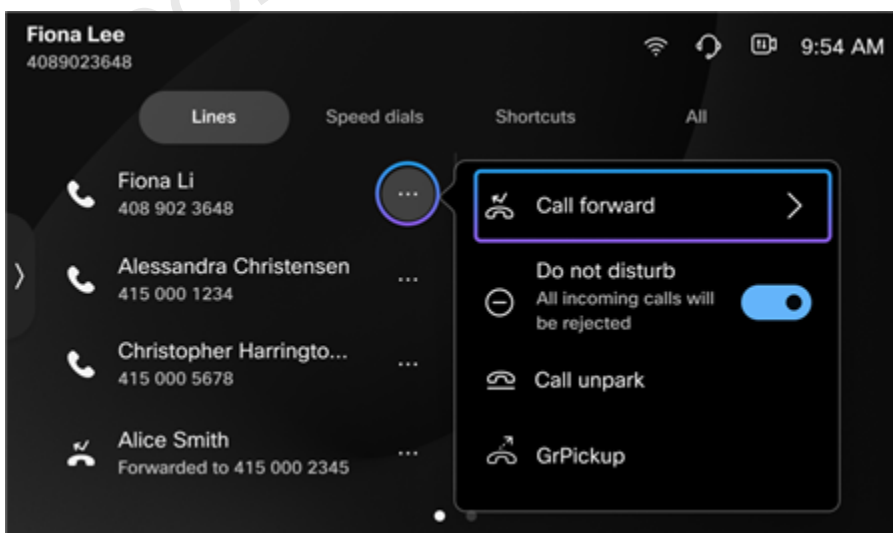 Fiona Lee
4089023648
9:54 AM
Lines
Speed dials
Shortcuts
All
Fiona Li
408 902 3648
Alessandra Christensen
415 000 1234
Christopher Harringto...
415 000 5678
Alice Smith
Forwarded to 415 000 2345
Call forward
Do not disturb
All incoming calls will
be rejected
Call unpark
GrPickup